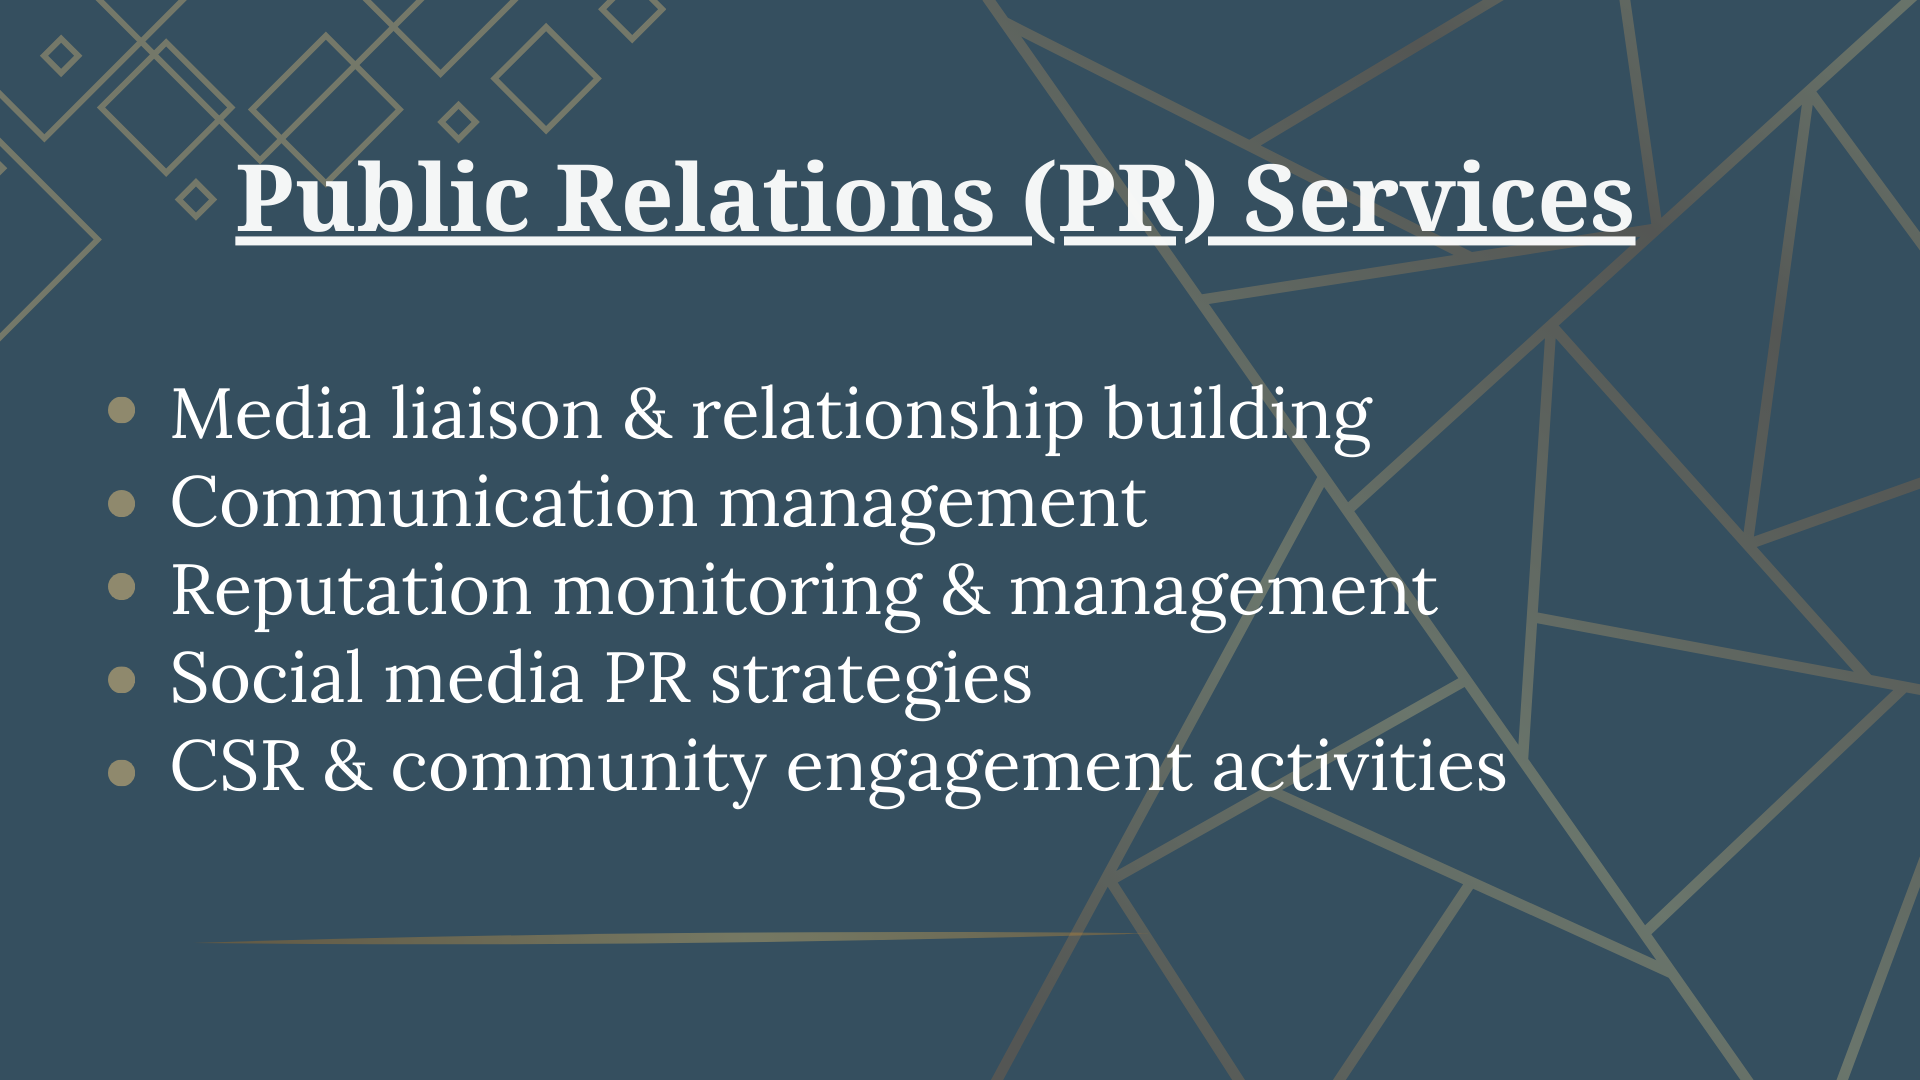 Public Relations (PR) Services
Media liaison & relationship building
Communication management
Reputation monitoring & management
Social media PR strategies
CSR & community engagement activities